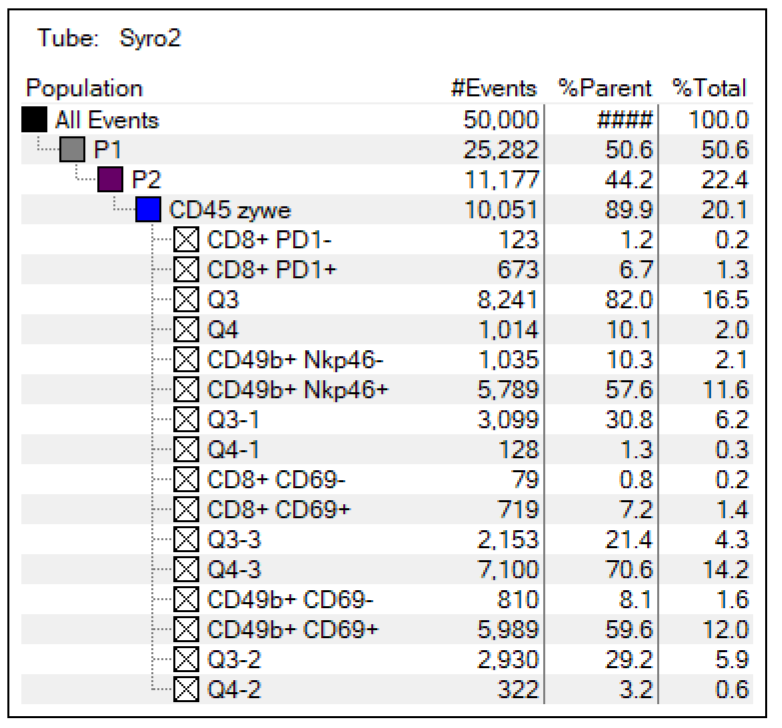 Tube: Syro2
Population #Events %Parent %Total
All Events 50,000 #### 100.0
P1 25,282 50.6 50.6
P2 11,177 44.2 22.4
CD45 zywe 10,051 89.9 20.1
CD8+ PD1- 123 1.2 0.2
CD8+ PD1+ 673 6.7 1.3
Q3 8,241 82.0 16.5
Q4 1,014 10.1 2.0
CD49b+ Nkp46- 1,035 10.3 2.1
CD49b+ Nkp46+ 5,789 57.6 11.6
Q3-1 3,099 30.8 6.2
Q4-1 128 1.3 0.3
CD8+ CD69- 79 0.8 0.2
CD8+ CD69+ 719 7.2 1.4
Q3-3 2,153 21.4 4.3
Q4-3 7,100 70.6 14.2
CD49b+ CD69- 810 8.1 1.6
CD49b+ CD69+ 5,989 59.6 12.0
Q3-2 2,930 29.2 5.9
Q4-2 322 3.2 0.6